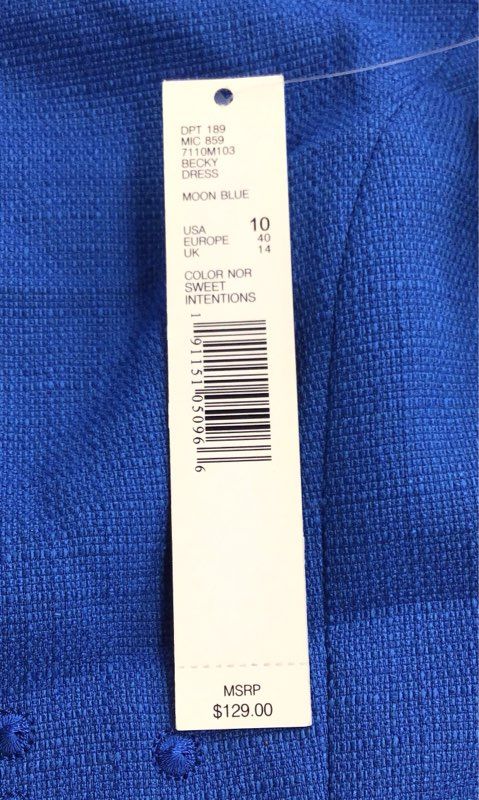 DPT 189
MIC 859
7110M103
BECKY
DRESS
MOON BLUE
USA 10
EUROPE 40
UK 14
COLOR NOR
SWEET
INTENTIONS
1 91151 05096 6
MSRP
$129.00